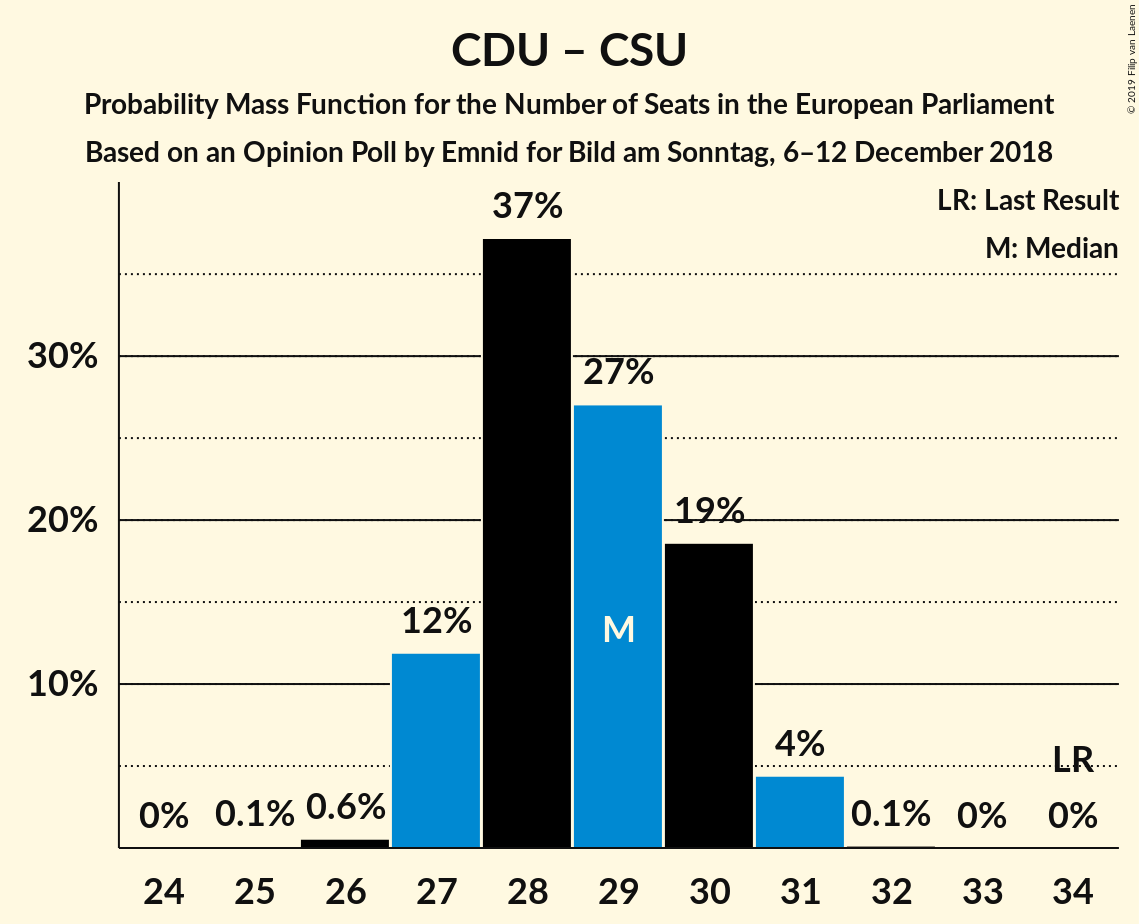 © 2019 Filip van Laenen
CDU – CSU
Probability Mass Function for the Number of Seats in the European Parliament
Based on an Opinion Poll by Emnid for Bild am Sonntag, 6–12 December 2018
LR: Last Result
M: Median
37%
30%
27%
20%
19%
12%
M
10%
4%
LR
0%
0.1%
0.6%
0.1%
0%
0%
24 25 26 27 28 29 30 31 32 33 34